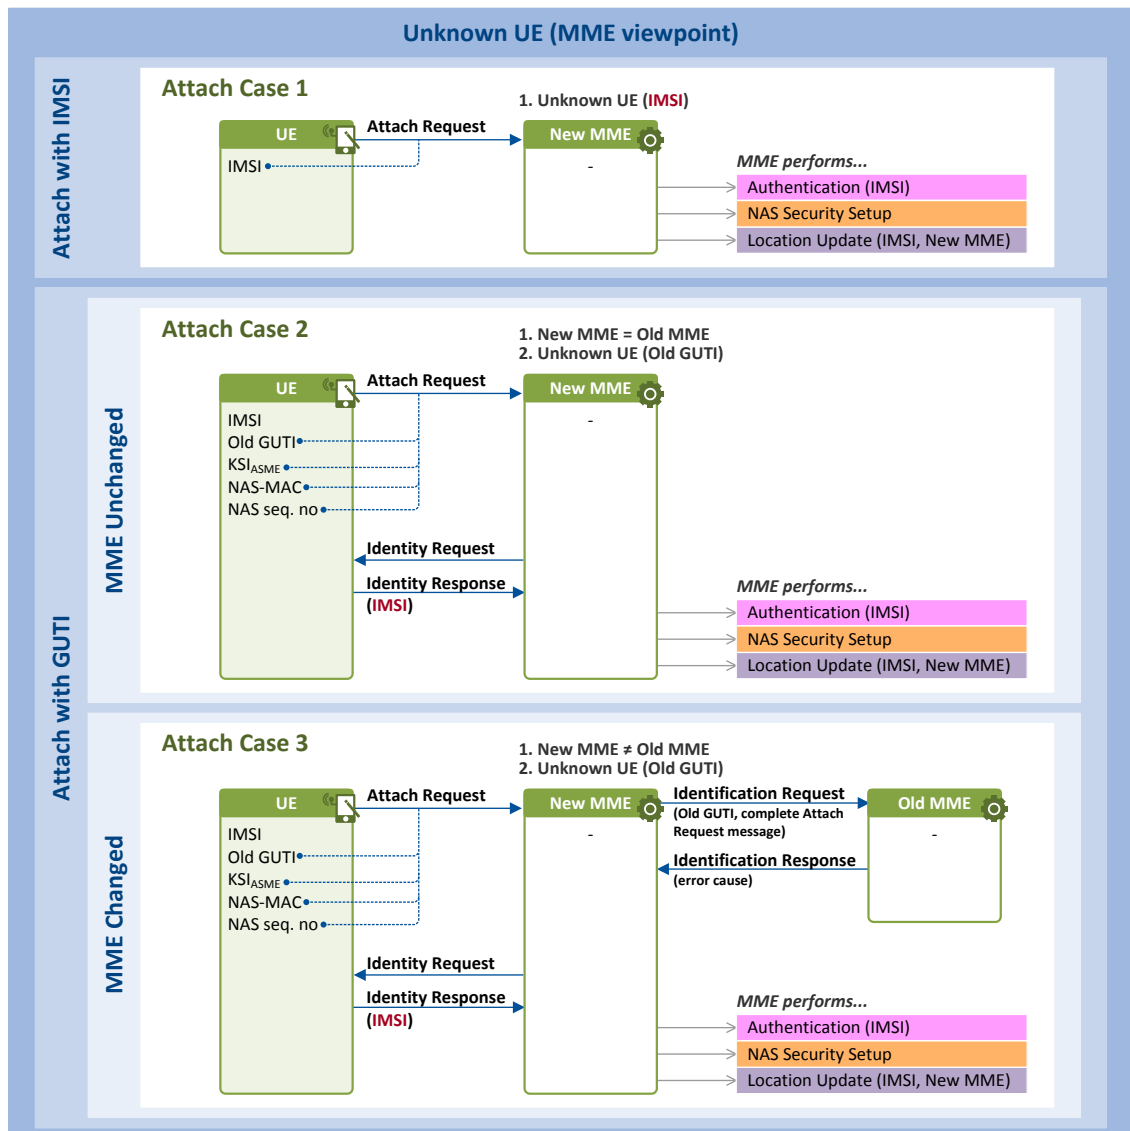 Unknown UE (MME viewpoint)
Attach with IMSI
Attach Case 1
1. Unknown UE (IMSI)
UE
Attach Request
New MME
IMSI
-
MME performs...
Authentication (IMSI)
NAS Security Setup
Location Update (IMSI, New MME)
Attach with GUTI
MME Unchanged
Attach Case 2
1. New MME = Old MME
2. Unknown UE (Old GUTI)
UE
Attach Request
New MME
IMSI
-
Old GUTI
KSIASME
NAS-MAC
NAS seq. no
Identity Request
Identity Response
(IMSI)
MME performs...
Authentication (IMSI)
NAS Security Setup
Location Update (IMSI, New MME)
MME Changed
Attach Case 3
1. New MME ≠ Old MME
2. Unknown UE (Old GUTI)
UE
Attach Request
New MME
Identification Request
(Old GUTI, complete Attach
Request message)
Old MME
IMSI
-
-
Old GUTI
KSIASME
NAS-MAC
NAS seq. no
Identification Response
(error cause)
Identity Request
Identity Response
(IMSI)
MME performs...
Authentication (IMSI)
NAS Security Setup
Location Update (IMSI, New MME)